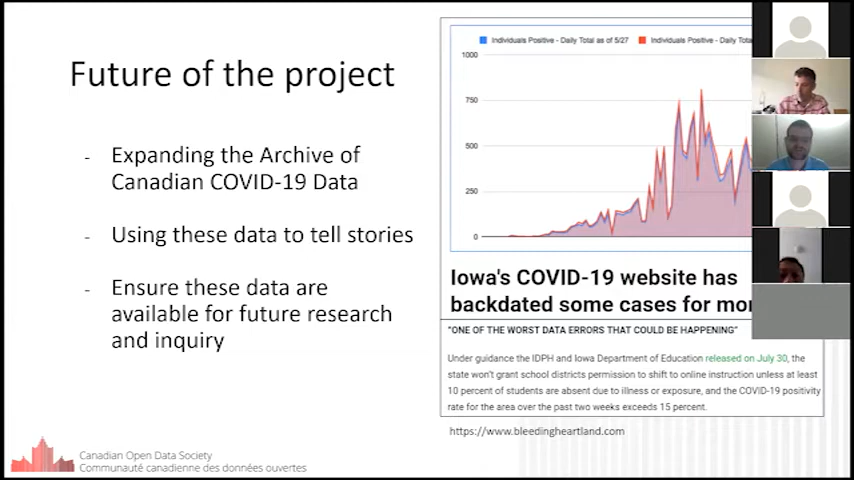 Future of the project
- Expanding the Archive of
Canadian COVID-19 Data
- Using these data to tell stories
- Ensure these data are
available for future research
and inquiry
Individuals Positive - Daily Total as of 5/27
Individuals Positive - Daily Tota
1000
750
500
250
0
Iowa's COVID-19 website has
backdated some cases for mo
"ONE OF THE WORST DATA ERRORS THAT COULD BE HAPPENING"
Under guidance the IDPH and Iowa Department of Education released on July 30, the
state won't grant school districts permission to shift to online instruction unless at least
10 percent of students are absent due to illness or exposure, and the COVID-19 positivity
rate for the area over the past two weeks exceeds 15 percent.
https://www.bleedingheartland.com
Canadian Open Data Society
Communauté canadienne des données ouvertes